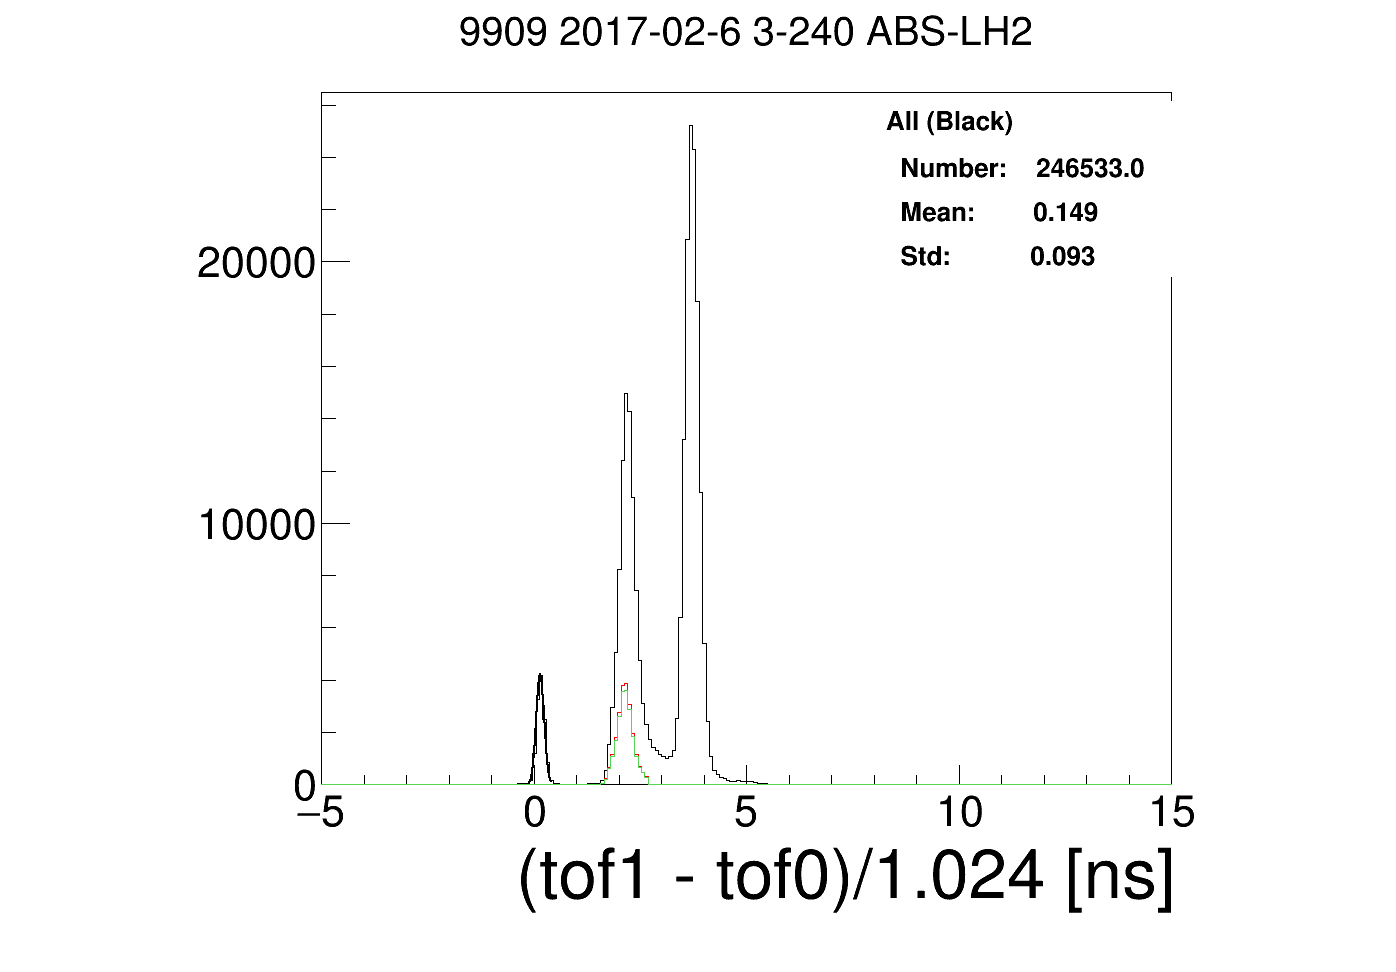 9909 2017-02-6 3-240 ABS-LH2
All (Black)
Number: 246533.0
Mean: 0.149
Std: 0.093
20000
10000
0
−5 0 5 10 15
(tof1 - tof0)/1.024 [ns]